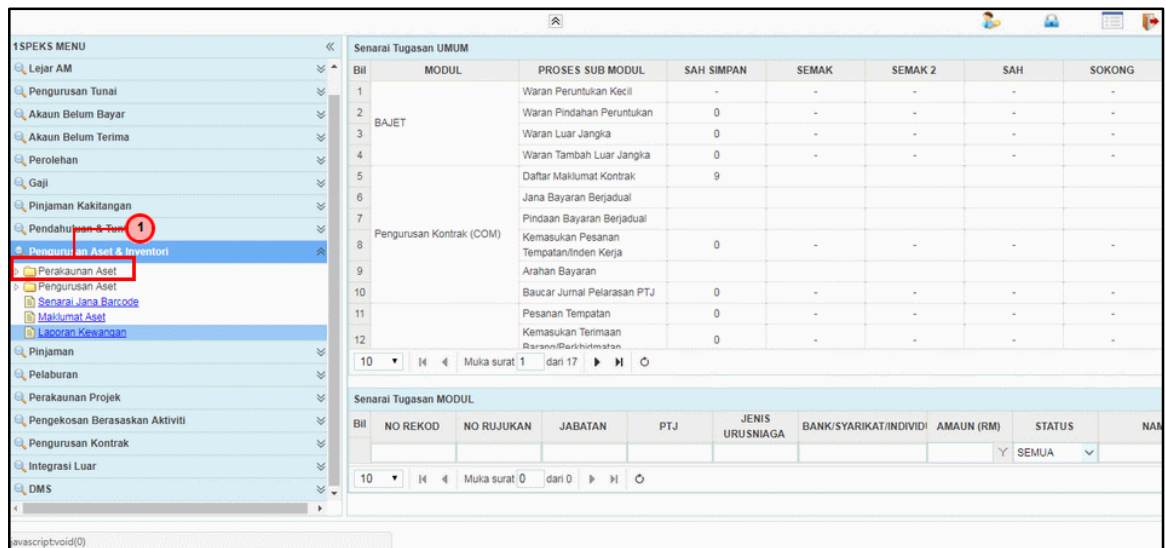 1SPEKS MENU
Lejar AM
Pengurusan Tunai
Akaun Belum Bayar
Akaun Belum Terima
Perolehan
Gaji
Pinjaman Kakitangan
Pendahuluan & Tun
1
Pengurusan Aset & Inventori
Perakaunan Aset
Pengurusan Aset
Senarai Jana Barcode
Maklumat Aset
Laporan Kewangan
Pinjaman
Pelaburan
Perakaunan Projek
Pengekosan Berasaskan Aktiviti
Pengurusan Kontrak
Integrasi Luar
DMS
javascript:void(0)
Senarai Tugasan UMUM
Bil MODUL PROSES SUB MODUL SAH SIMPAN SEMAK SEMAK 2 SAH SOKONG
1 BAJET Waran Peruntukan Kecil - - - - -
2 Waran Pindahan Peruntukan 0 - - - -
3 Waran Luar Jangka 0 - - - -
4 Waran Tambah Luar Jangka 0 - - - -
5 Pengurusan Kontrak (COM) Daftar Maklumat Kontrak 9
6 Jana Bayaran Berjadual
7 Pindaan Bayaran Berjadual
8 Kemasukan Pesanan
Tempatan/Inden Kerja 0 - - - -
9 Arahan Bayaran
10 Baucar Jurnal Pelarasan PTJ 0 - - - -
11 Pesanan Tempatan 0 - - - -
12 Kemasukan Terimaan
Barang/Perkhidmatan 0 - - - -
10 Muka surat 1 dari 17
Senarai Tugasan MODUL
Bil NO REKOD NO RUJUKAN JABATAN PTJ JENIS
URUSNIAGA BANK/SYARIKAT/INDIVIDU AMAUN (RM) STATUS NAM
SEMUA
10 Muka surat 0 dari 0